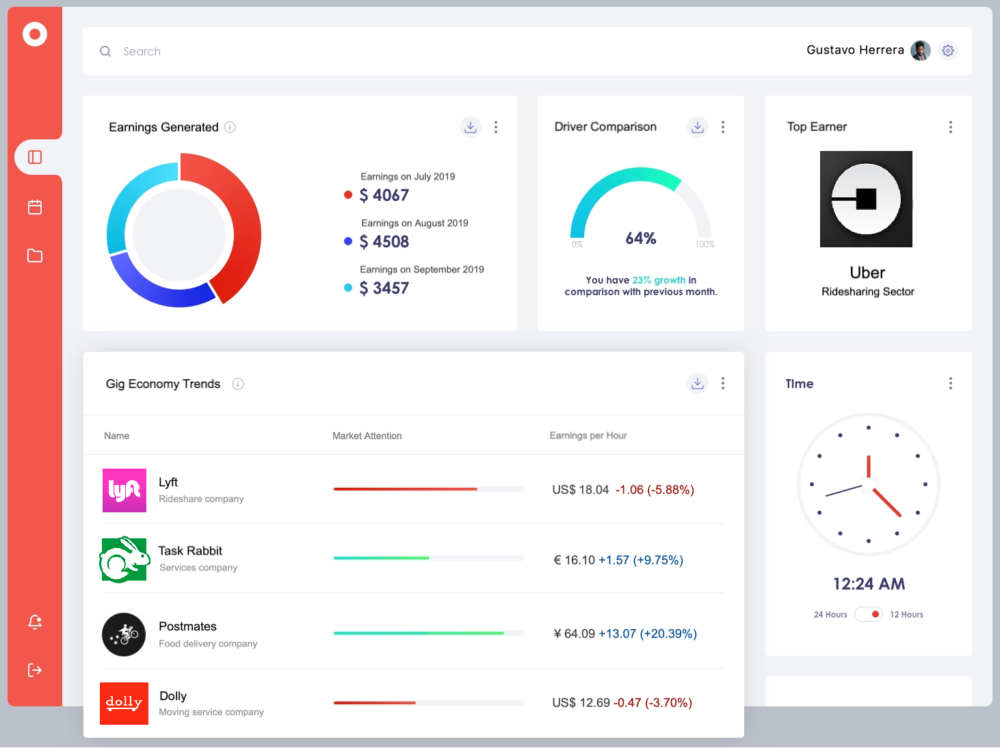 Search
Gustavo Herrera
Earnings Generated
Earnings on July 2019
$ 4067
Earnings on August 2019
$ 4508
Earnings on September 2019
$ 3457
Driver Comparison
64%
0%
100%
You have 23% growth in
comparison with previous month.
Top Earner
Uber
Ridesharing Sector
Gig Economy Trends
Name Market Attention Earnings per Hour
lyft
Lyft
Rideshare company
US$ 18.04 -1.06 (-5.88%)
Task Rabbit
Services company
€ 16.10 +1.57 (+9.75%)
Postmates
Food delivery company
¥ 64.09 +13.07 (+20.39%)
dolly
Dolly
Moving service company
US$ 12.69 -0.47 (-3.70%)
TIme
12:24 AM
24 Hours 12 Hours